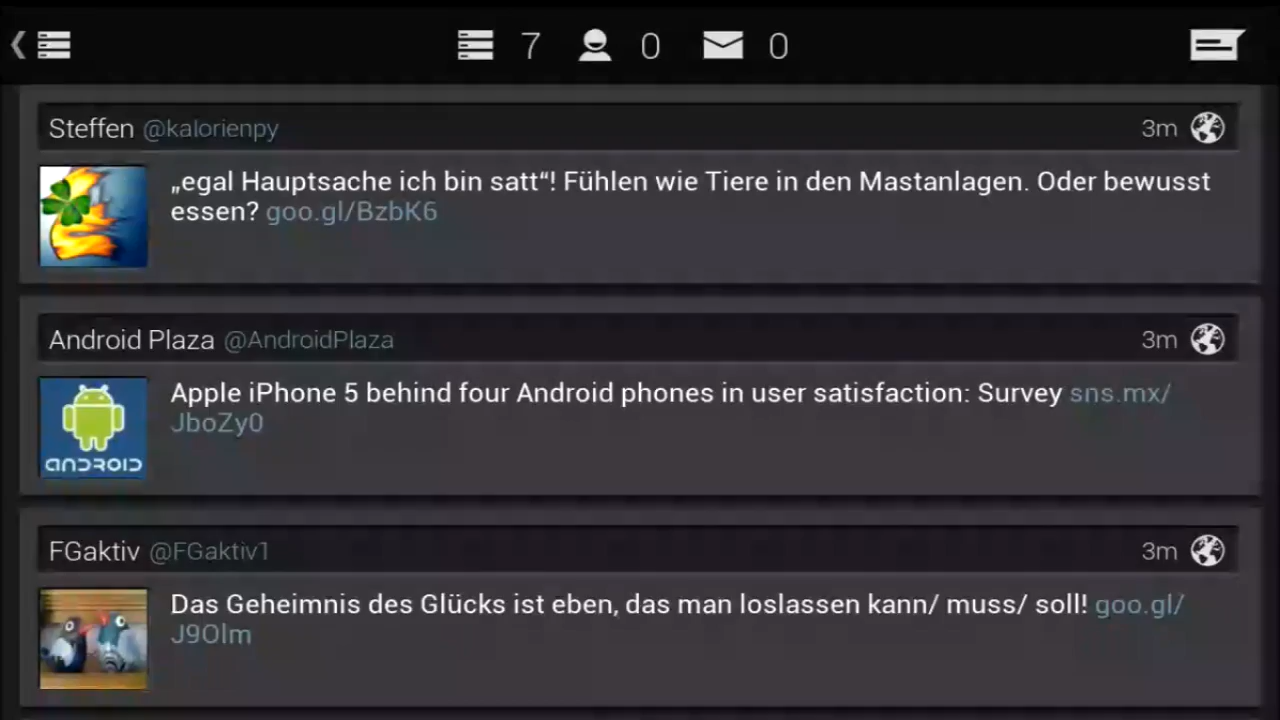 7 0 0
Steffen @kalorienpy 3m
„egal Hauptsache ich bin satt“! Fühlen wie Tiere in den Mastanlagen. Oder bewusst
essen? goo.gl/BzbK6
Android Plaza @AndroidPlaza 3m
Apple iPhone 5 behind four Android phones in user satisfaction: Survey sns.mx/
JboZy0
ANDROID
FGaktiv @FGaktiv1 3m
Das Geheimnis des Glücks ist eben, das man loslassen kann/ muss/ soll! goo.gl/
J9Olm